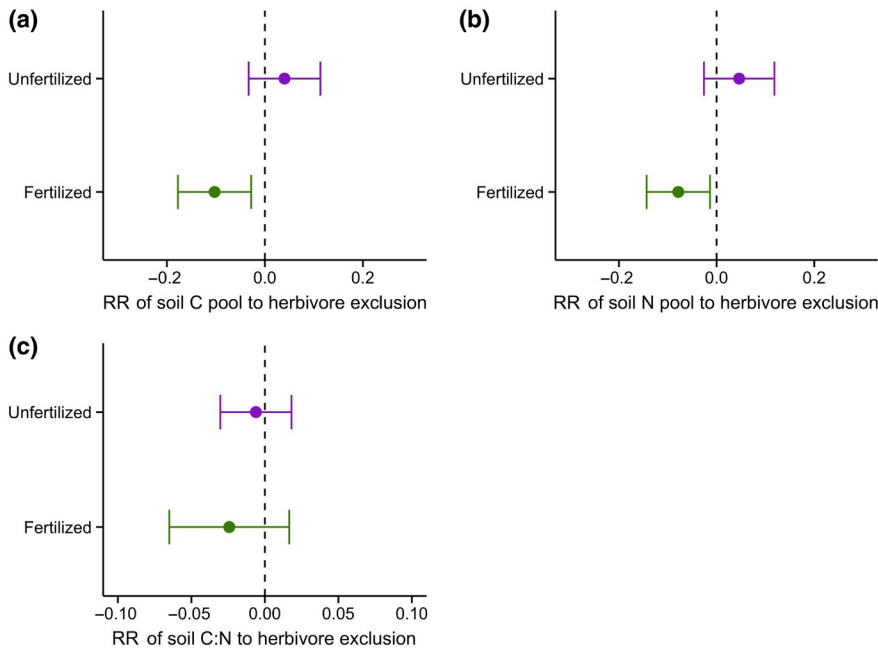 (a)
Unfertilized
Fertilized
−0.2 0.0 0.2
RR of soil C pool to herbivore exclusion
(b)
Unfertilized
Fertilized
−0.2 0.0 0.2
RR of soil N pool to herbivore exclusion
(c)
Unfertilized
Fertilized
−0.10 −0.05 0.00 0.05 0.10
RR of soil C:N to herbivore exclusion